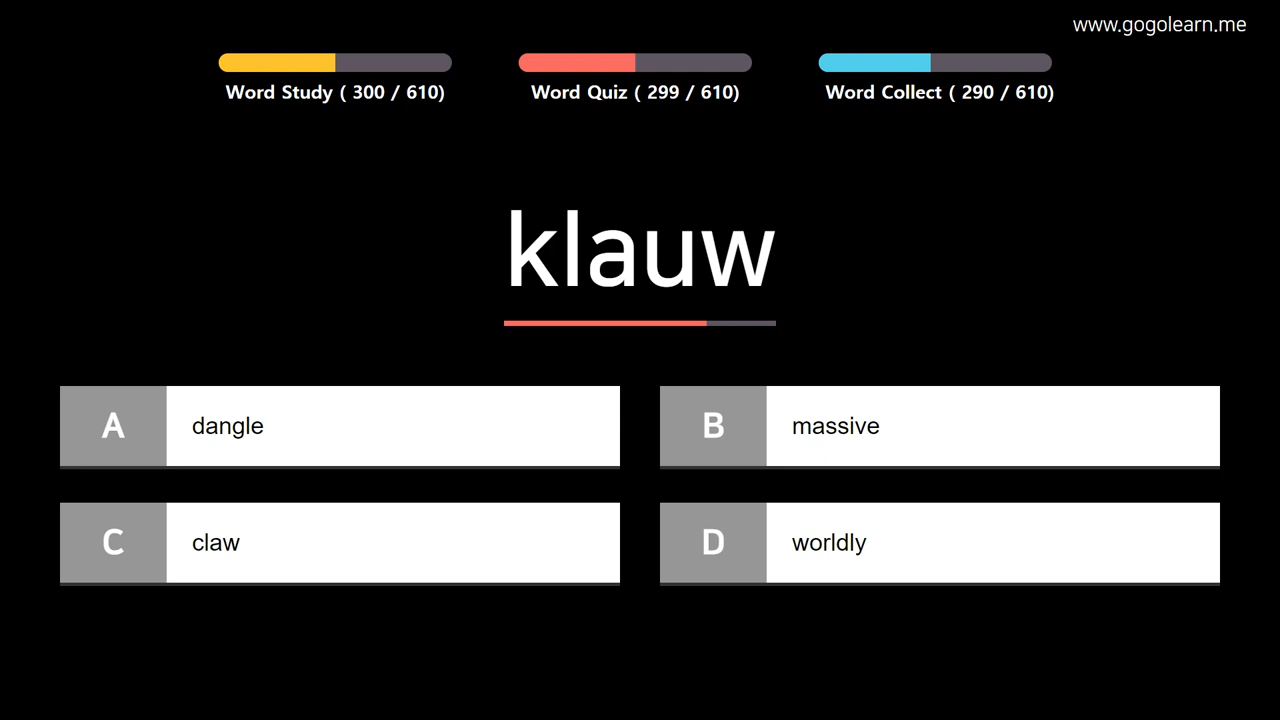 www.gogolearn.me
Word Study ( 300 / 610)
Word Quiz ( 299 / 610)
Word Collect ( 290 / 610)
klauw
A dangle
B massive
C claw
D worldly